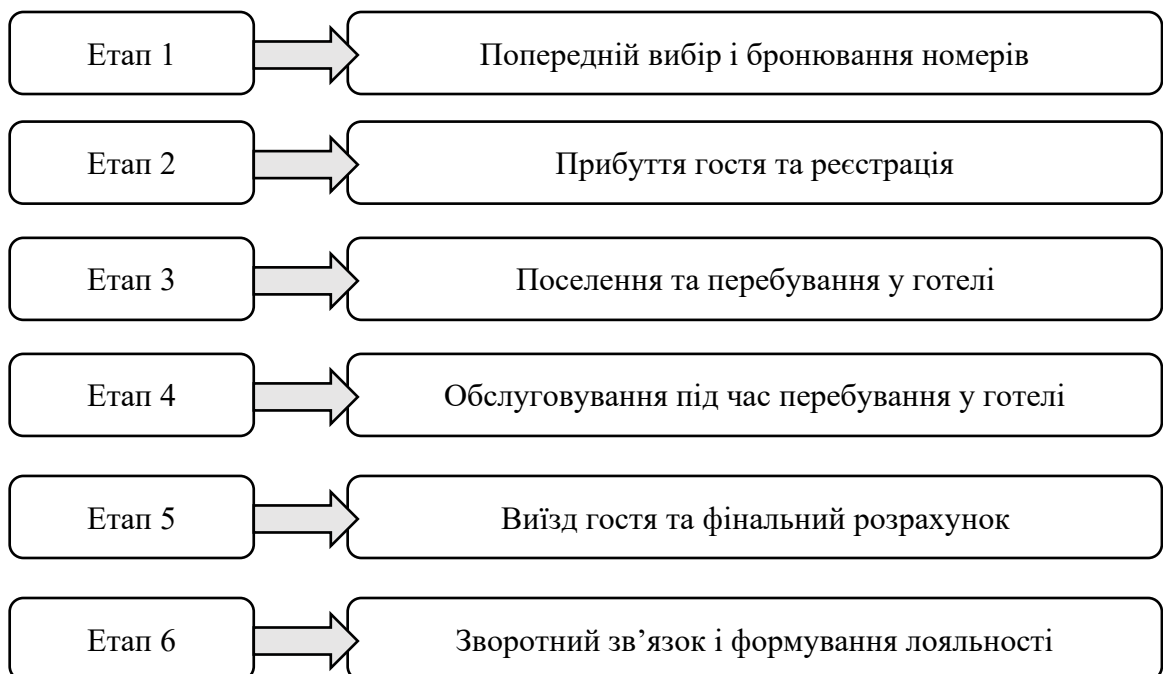 Етап 1
Попередній вибір і бронювання номерів
Етап 2
Прибуття гостя та реєстрація
Етап 3
Поселення та перебування у готелі
Етап 4
Обслуговування під час перебування у готелі
Етап 5
Виїзд гостя та фінальний розрахунок
Етап 6
Зворотний зв’язок і формування лояльності